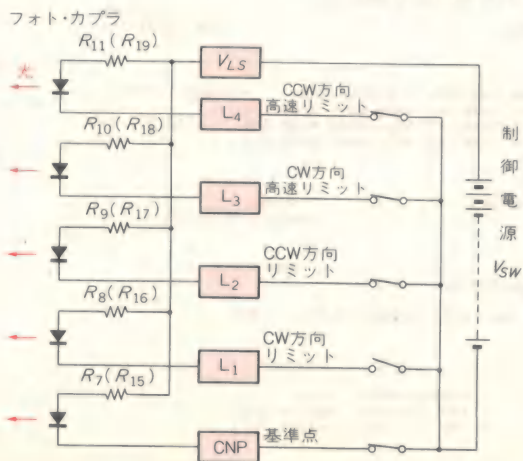 フォト・カプラ
R11(R19)
VLS
光
CCW方向
高速リミット
L4
R10(R18)
CW方向
高速リミット
L3
R9(R17)
CCW方向
リミット
L2
R8(R16)
CW方向
リミット
L1
R7(R15)
基準点
CNP
制御電源
VSW